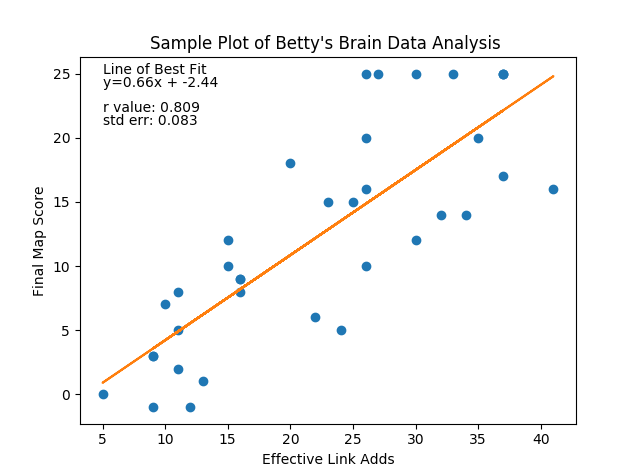 Sample Plot of Betty's Brain Data Analysis
Line of Best Fit
y=0.66x + -2.44
r value: 0.809
std err: 0.083
25
20
15
10
5
0
Final Map Score
5 10 15 20 25 30 35 40
Effective Link Adds